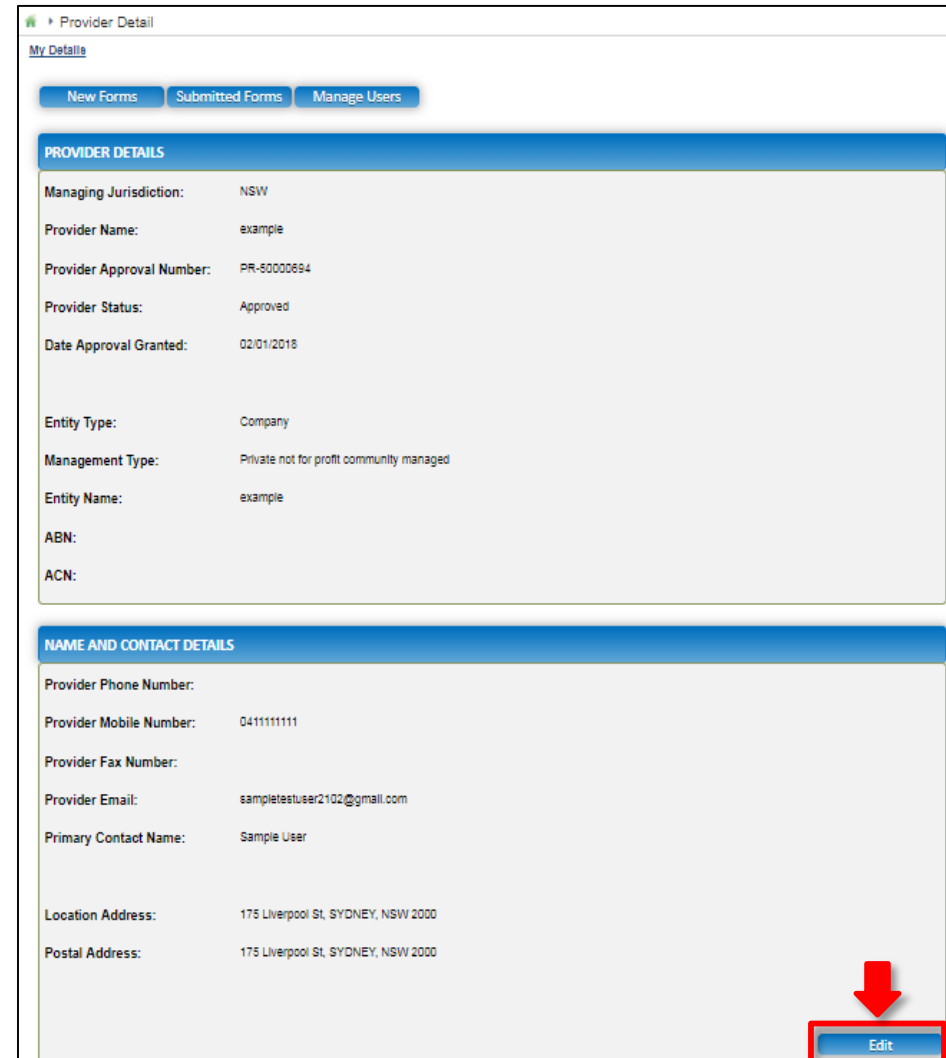 Provider Detail
My Details
New Forms Submitted Forms Manage Users
PROVIDER DETAILS
Managing Jurisdiction: NSW
Provider Name: example
Provider Approval Number: PR-50000694
Provider Status: Approved
Date Approval Granted: 02/01/2018
Entity Type: Company
Management Type: Private not for profit community managed
Entity Name: example
ABN:
ACN:
NAME AND CONTACT DETAILS
Provider Phone Number:
Provider Mobile Number: 0411111111
Provider Fax Number:
Provider Email: sampletestuser2102@gmail.com
Primary Contact Name: Sample User
Location Address: 175 Liverpool St, SYDNEY, NSW 2000
Postal Address: 175 Liverpool St, SYDNEY, NSW 2000
Edit